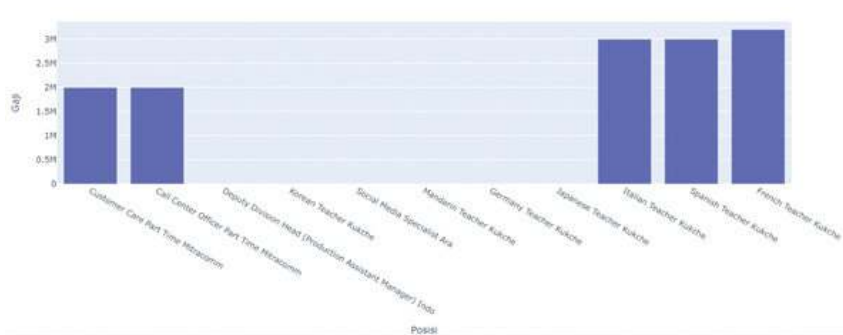 3M
2.5M
2M
1.5M
1M
0.5M
0
Gaji
Customer Care Part Time Mitracomm
Call Center Officer Part Time Mitracomm
Deputy Division Head (Production Assistant Manager) Indo
Korean Teacher Kukche
Social Media Specialist Ara
Mandarin Teacher Kukche
Germany Teacher Kukche
Japanese Teacher Kukche
Italian Teacher Kukche
Spanish Teacher Kukche
French Teacher Kukche
Posisi